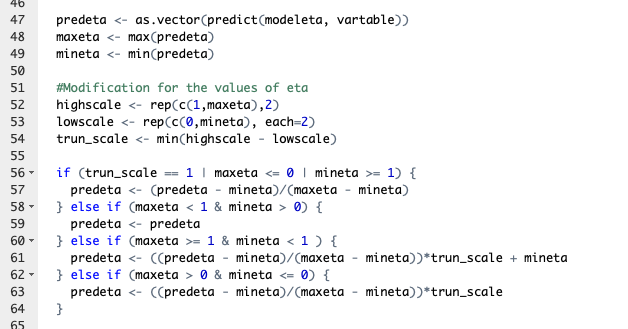 46
47 predeta <- as.vector(predict(modeleta, vartable))
48 maxeta <- max(predeta)
49 mineta <- min(predeta)
50
51 #Modification for the values of eta
52 highscale <- rep(c(1,maxeta),2)
53 lowscale <- rep(c(0,mineta), each=2)
54 trun_scale <- min(highscale - lowscale)
55
56 if (trun_scale == 1 | maxeta <= 0 | mineta >= 1) {
57 predeta <- (predeta - mineta)/(maxeta - mineta)
58 } else if (maxeta < 1 & mineta > 0) {
59 predeta <- predeta
60 } else if (maxeta >= 1 & mineta < 1 ) {
61 predeta <- ((predeta - mineta)/(maxeta - mineta))*trun_scale + mineta
62 } else if (maxeta > 0 & mineta <= 0) {
63 predeta <- ((predeta - mineta)/(maxeta - mineta))*trun_scale
64 }
65